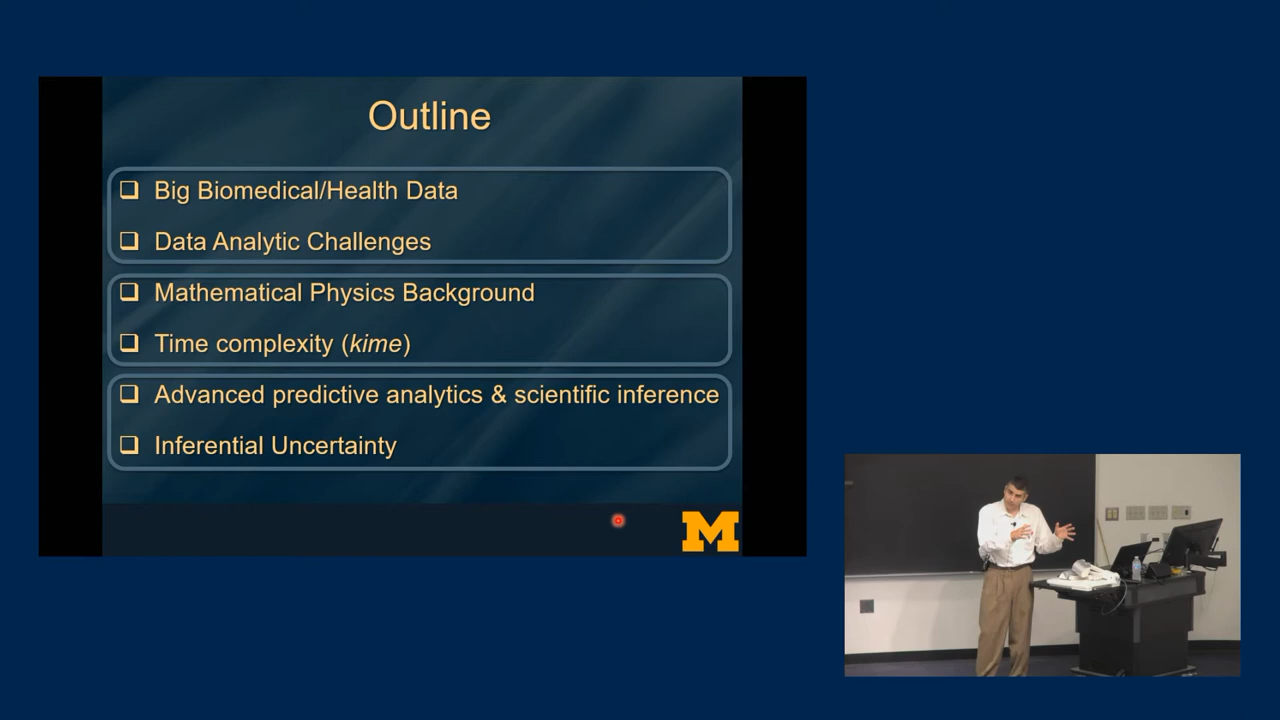 Outline
Big Biomedical/Health Data
Data Analytic Challenges
Mathematical Physics Background
Time complexity (kime)
Advanced predictive analytics & scientific inference
Inferential Uncertainty
M